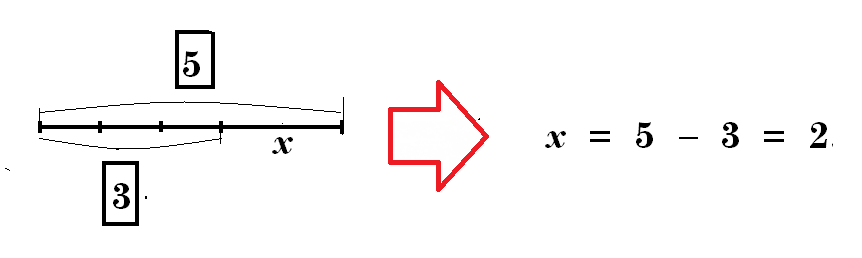 5
x
3
x = 5 − 3 = 2